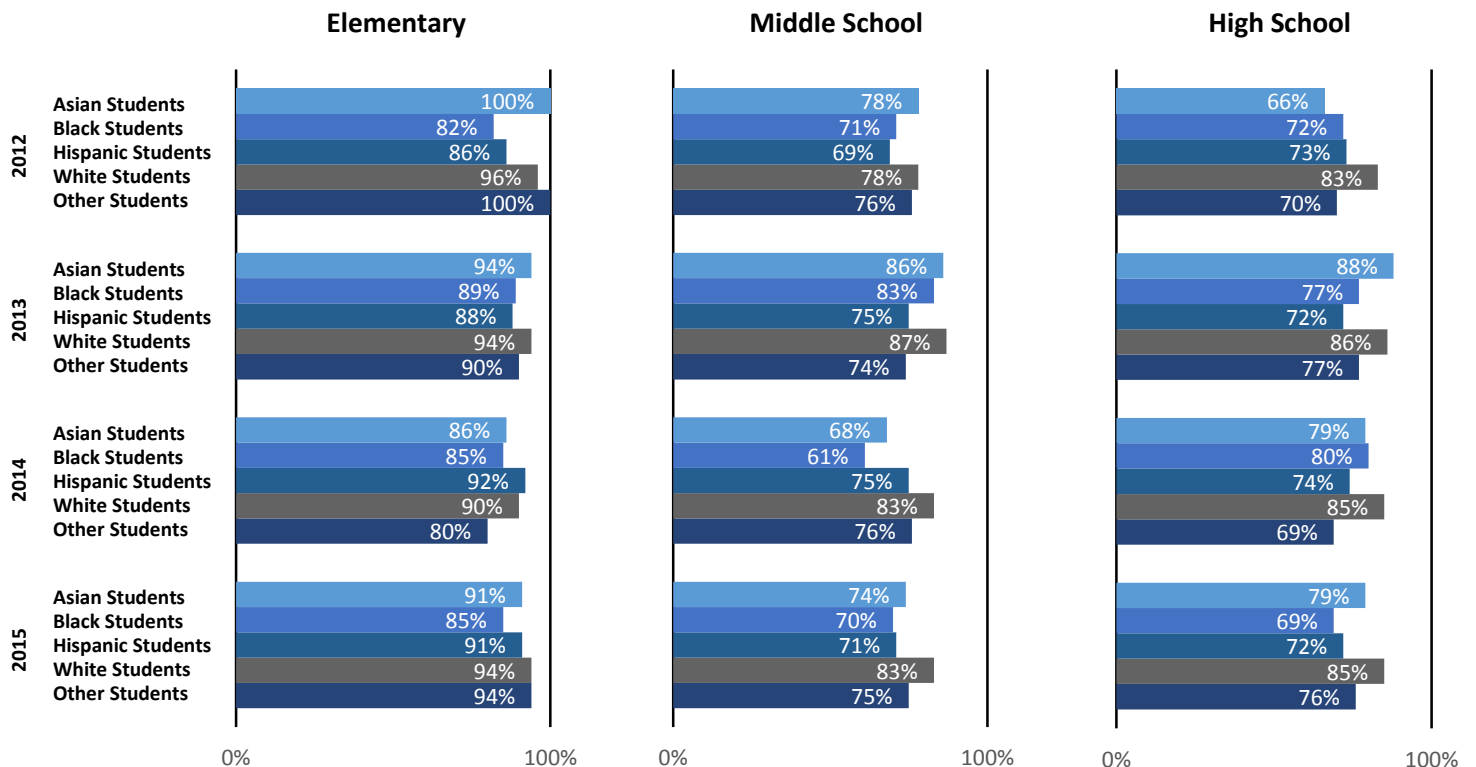 Elementary Middle School High School
2012
Asian Students 100% 78% 66%
Black Students 82% 71% 72%
Hispanic Students 86% 69% 73%
White Students 96% 78% 83%
Other Students 100% 76% 70%
2013
Asian Students 94% 86% 88%
Black Students 89% 83% 77%
Hispanic Students 88% 75% 72%
White Students 94% 87% 86%
Other Students 90% 74% 77%
2014
Asian Students 86% 68% 79%
Black Students 85% 61% 80%
Hispanic Students 92% 75% 74%
White Students 90% 83% 85%
Other Students 80% 76% 69%
2015
Asian Students 91% 74% 79%
Black Students 85% 70% 69%
Hispanic Students 91% 71% 72%
White Students 94% 83% 85%
Other Students 94% 75% 76%
0% 100% 0% 100% 0% 100%